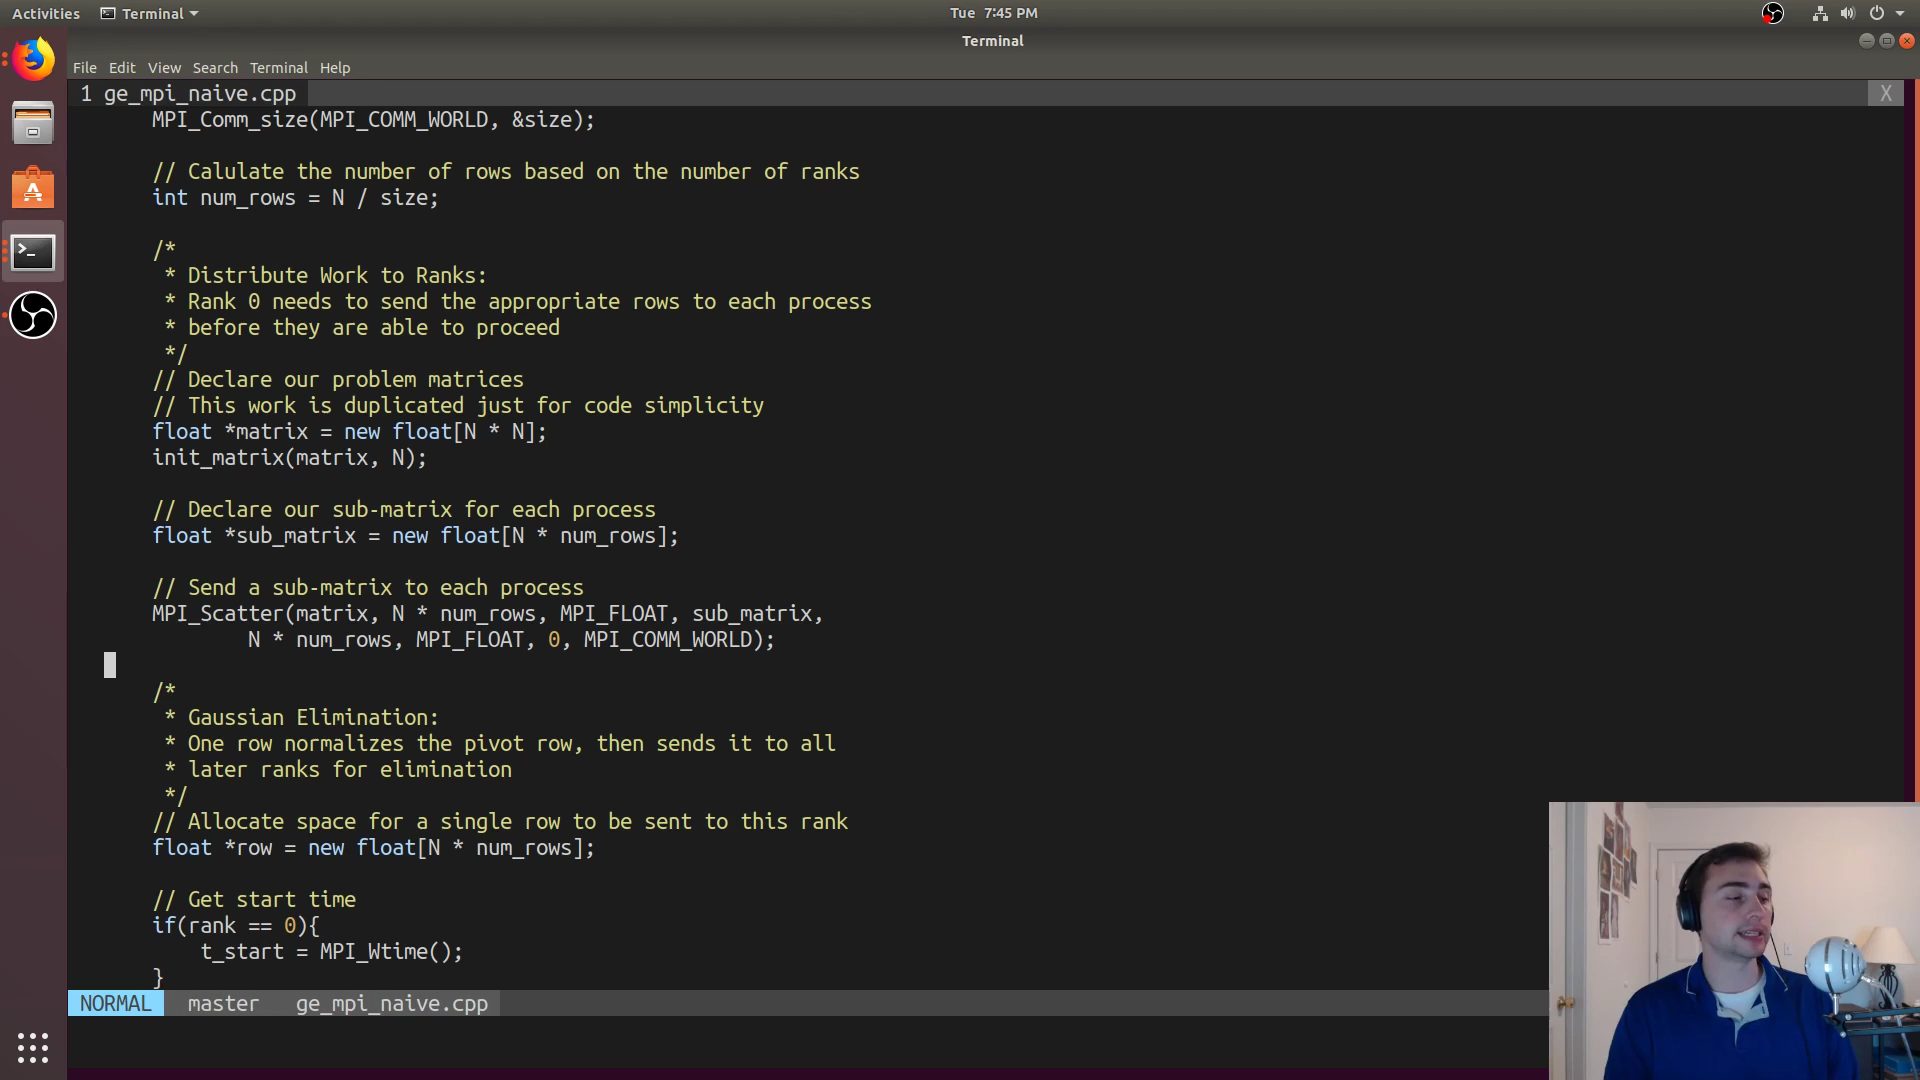 Activities
Terminal
Tue 7:45 PM
Terminal
File Edit View Search Terminal Help
1 ge_mpi_naive.cpp X
MPI_Comm_size(MPI_COMM_WORLD, &size);
// Calulate the number of rows based on the number of ranks
int num_rows = N / size;
/*
* Distribute Work to Ranks:
* Rank 0 needs to send the appropriate rows to each process
* before they are able to proceed
*/
// Declare our problem matrices
// This work is duplicated just for code simplicity
float *matrix = new float[N * N];
init_matrix(matrix, N);
// Declare our sub-matrix for each process
float *sub_matrix = new float[N * num_rows];
// Send a sub-matrix to each process
MPI_Scatter(matrix, N * num_rows, MPI_FLOAT, sub_matrix,
N * num_rows, MPI_FLOAT, 0, MPI_COMM_WORLD);
/*
* Gaussian Elimination:
* One row normalizes the pivot row, then sends it to all
* later ranks for elimination
*/
// Allocate space for a single row to be sent to this rank
float *row = new float[N * num_rows];
// Get start time
if(rank == 0){
t_start = MPI_Wtime();
}
NORMAL master ge_mpi_naive.cpp